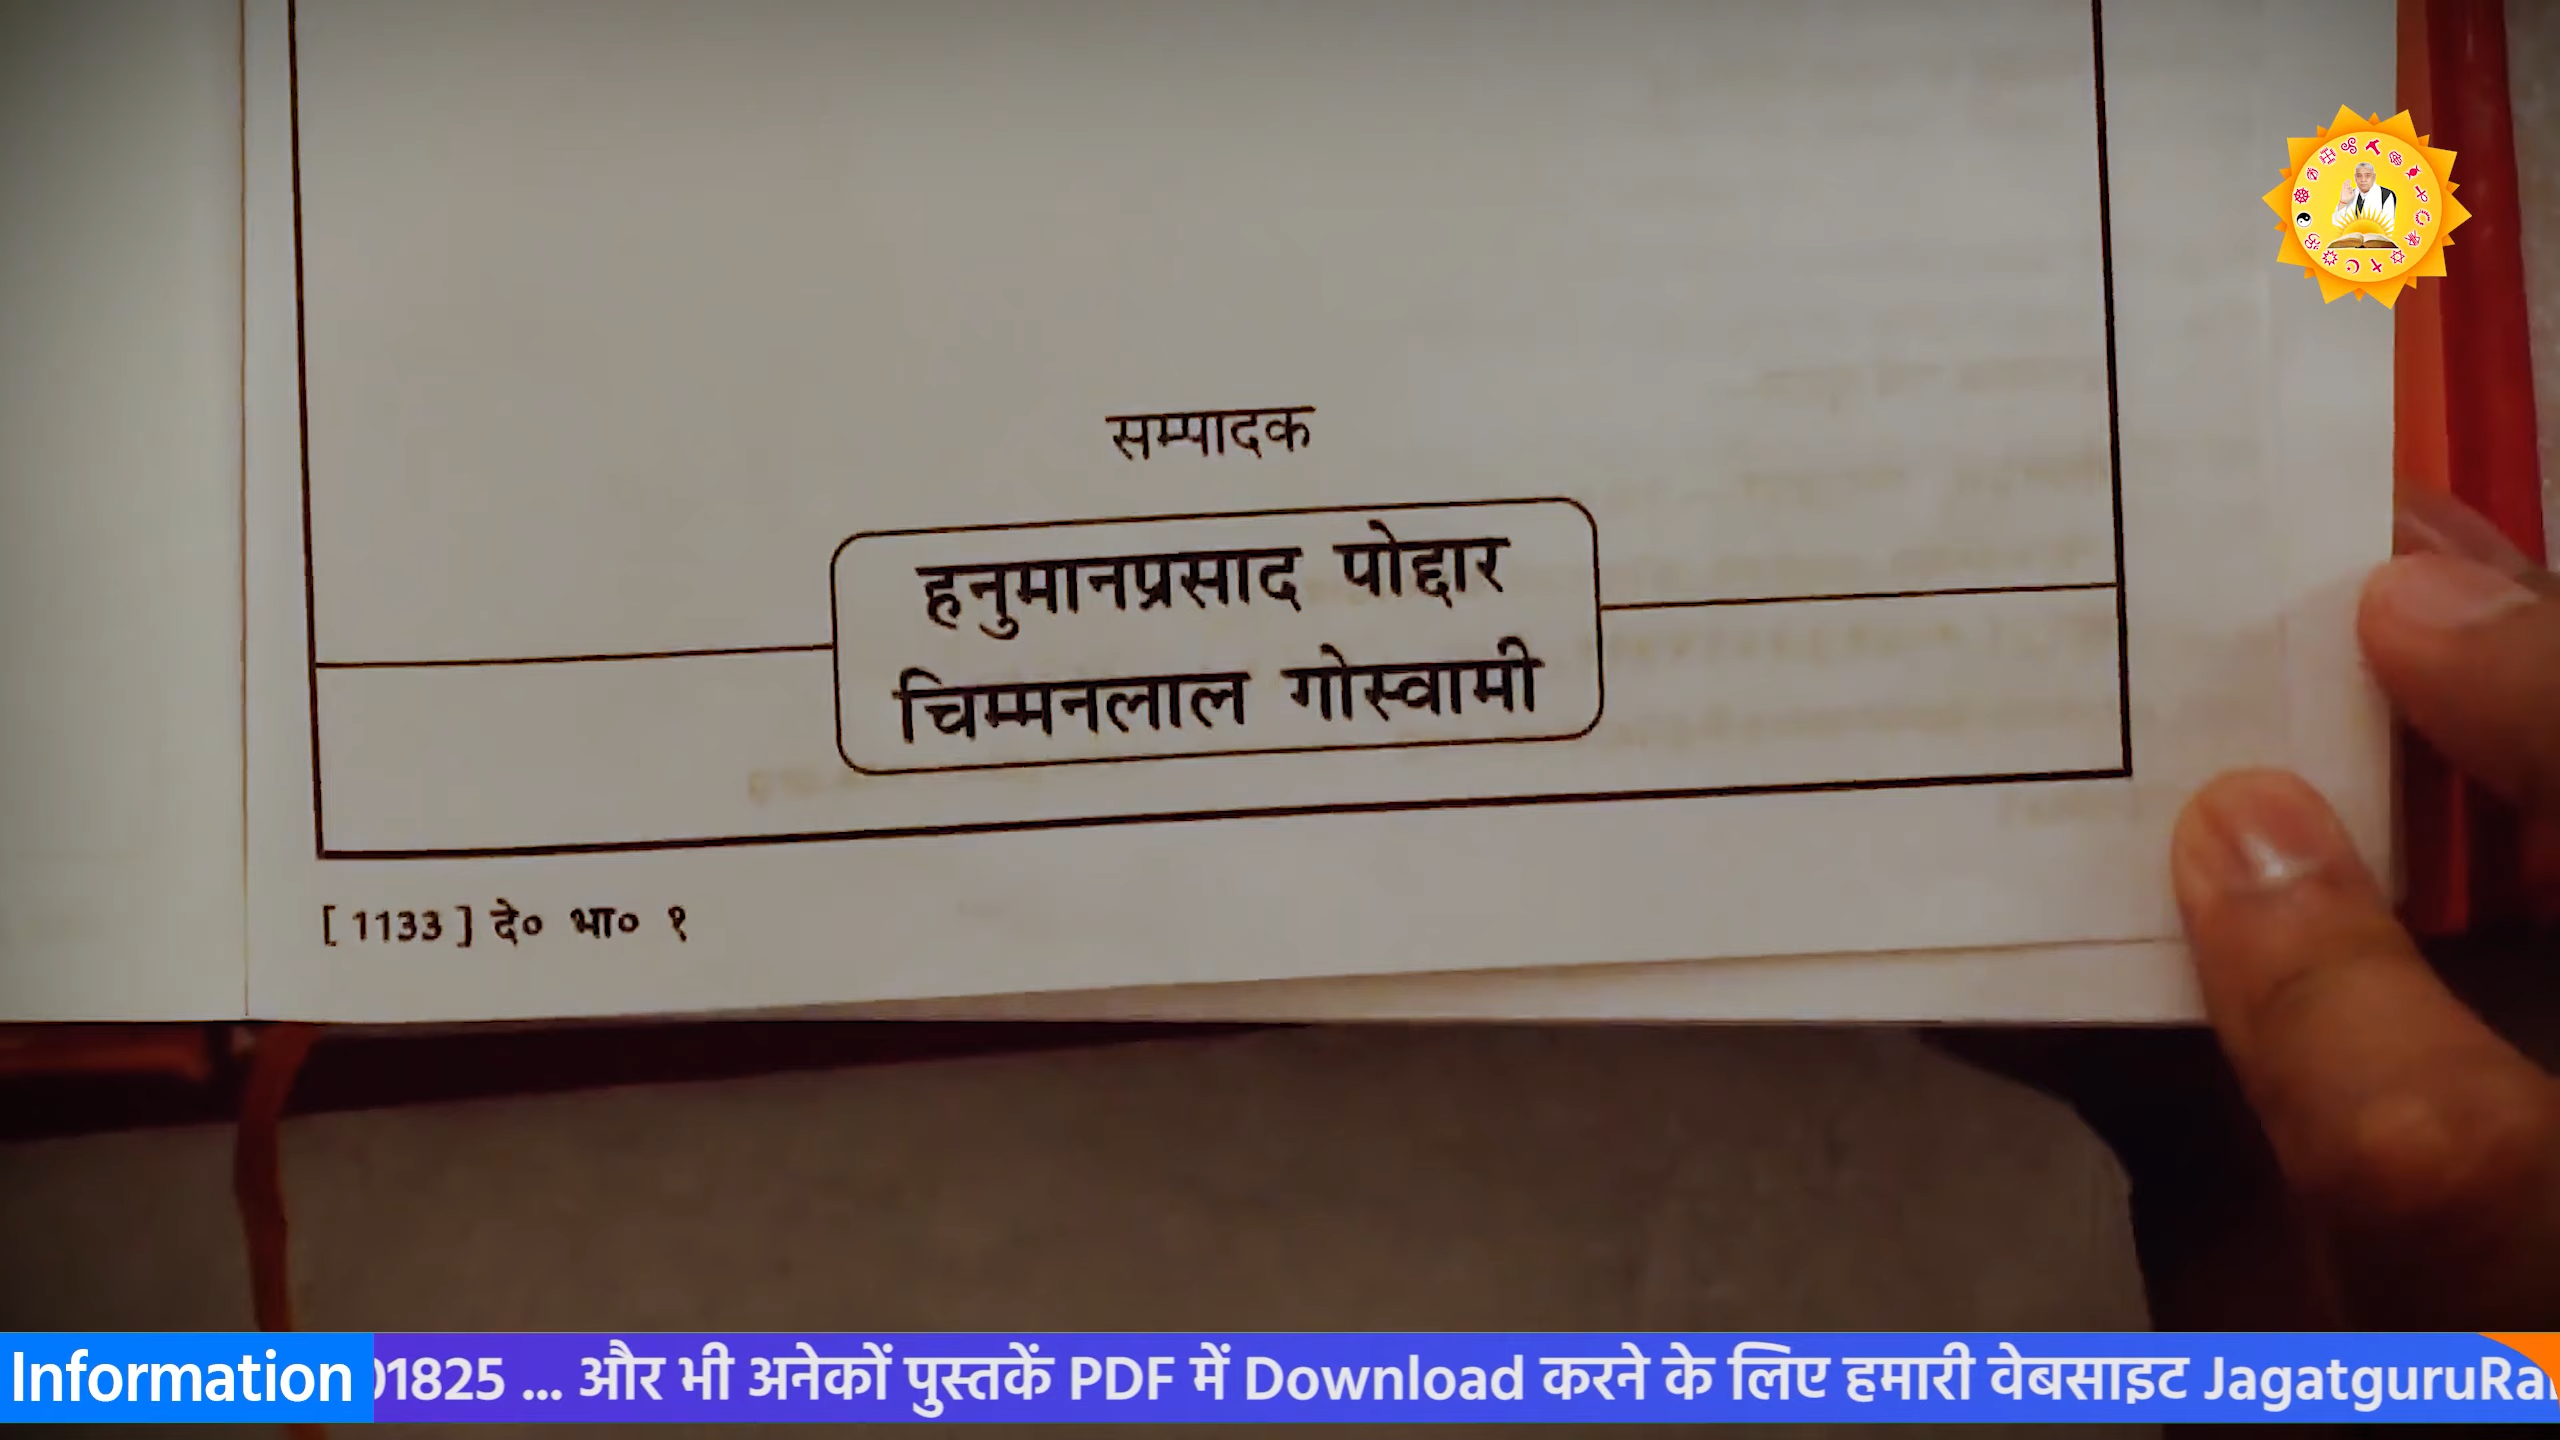 सम्पादक
हनुमानप्रसाद पोद्दार
चिम्मनलाल गोस्वामी
[ 1133 ] दे० भा० १
Information
01825 ... और भी अनेकों पुस्तकें PDF में Download करने के लिए हमारी वेबसाइट JagatguruRa